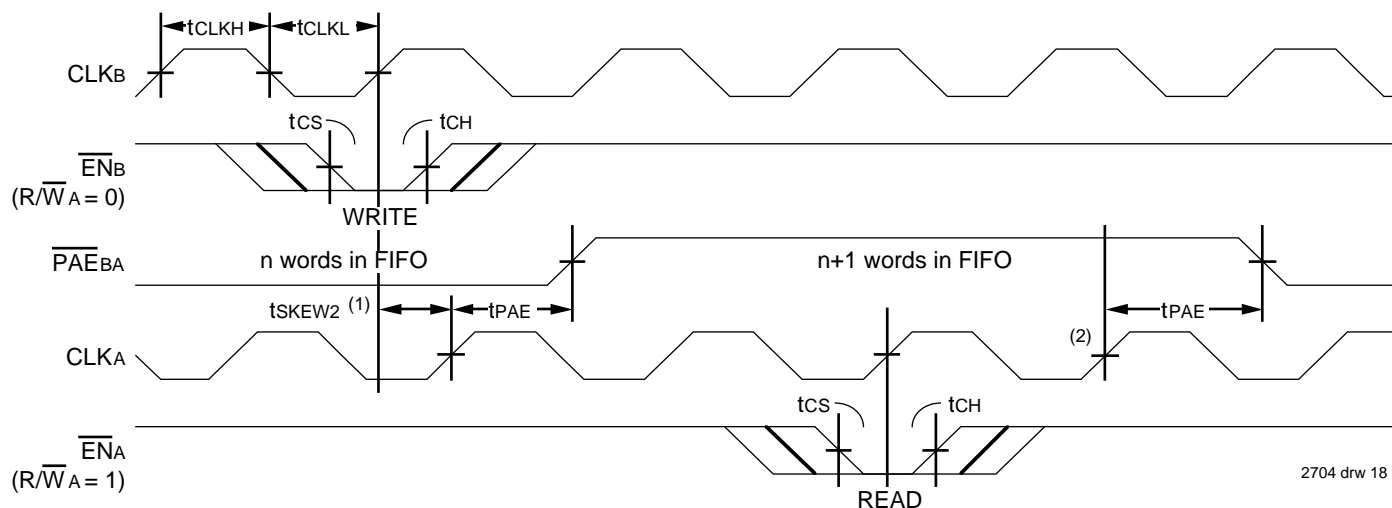 tCLKH tCLKL
CLKB
tCS tCH
ENB
(R/WA = 0)
WRITE
PAEBA
n words in FIFO n+1 words in FIFO
tSKEW2 (1) tPAE tPAE
CLKA
(2)
tCS tCH
ENA
(R/WA = 1)
READ
2704 drw 18